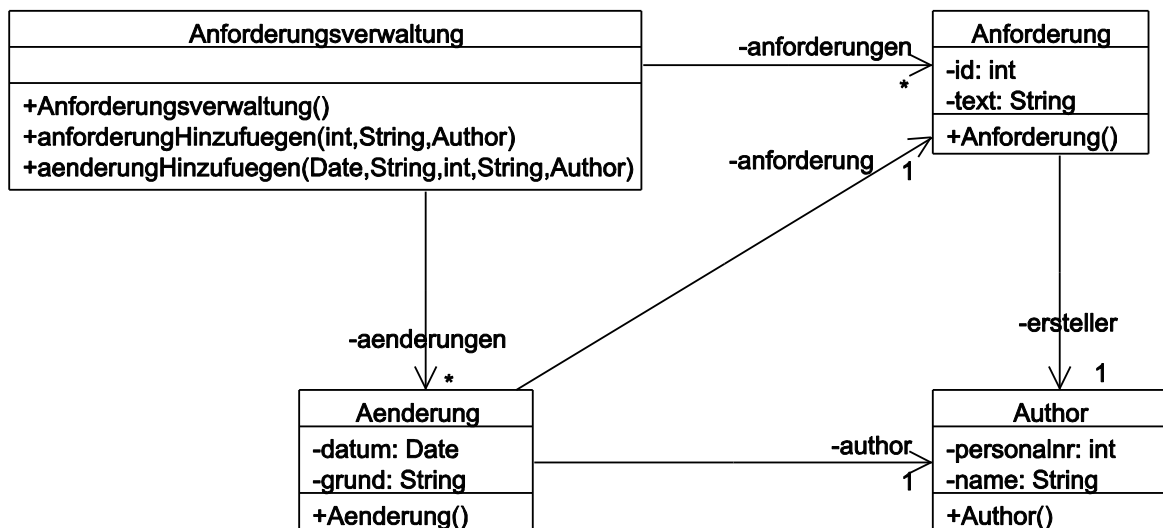 Anforderungsverwaltung
+Anforderungsverwaltung()
+anforderungHinzufuegen(int,String,Author)
+aenderungHinzufuegen(Date,String,int,String,Author)
-anforderungen
*
Anforderung
-id: int
-text: String
+Anforderung()
-anforderung
1
-aenderungen
*
-ersteller
1
Aenderung
-datum: Date
-grund: String
+Aenderung()
-author
1
Author
-personalnr: int
-name: String
+Author()